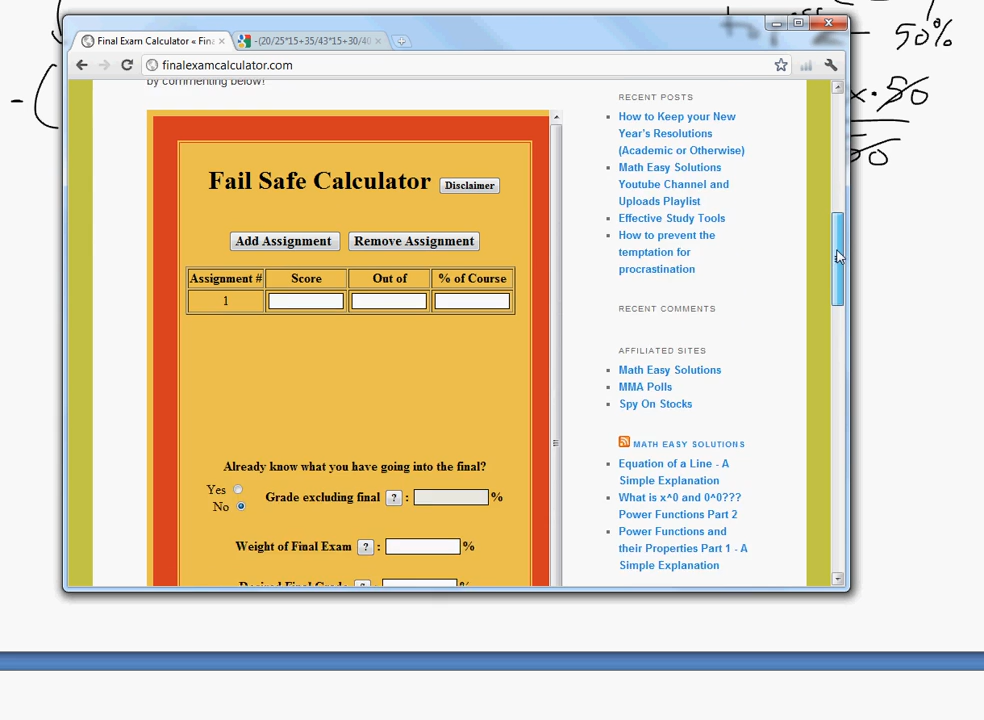 50%
Final Exam Calculator « Fina
-(20/25*15+35/43*15+30/40
finalexamcalculator.com
by commenting below!
Fail Safe Calculator
Disclaimer
Add Assignment
Remove Assignment
Assignment # Score Out of % of Course
1
Already know what you have going into the final?
Yes
No
Grade excluding final ? : %
Weight of Final Exam ? : %
Desired Final Grade ? : %
RECENT POSTS
How to Keep your New
Year's Resolutions
(Academic or Otherwise)
Math Easy Solutions
Youtube Channel and
Uploads Playlist
Effective Study Tools
How to prevent the
temptation for
procrastination
RECENT COMMENTS
AFFILIATED SITES
Math Easy Solutions
MMA Polls
Spy On Stocks
MATH EASY SOLUTIONS
Equation of a Line - A
Simple Explanation
What is x^0 and 0^0???
Power Functions Part 2
Power Functions and
their Properties Part 1 - A
Simple Explanation
-(
x·50
50